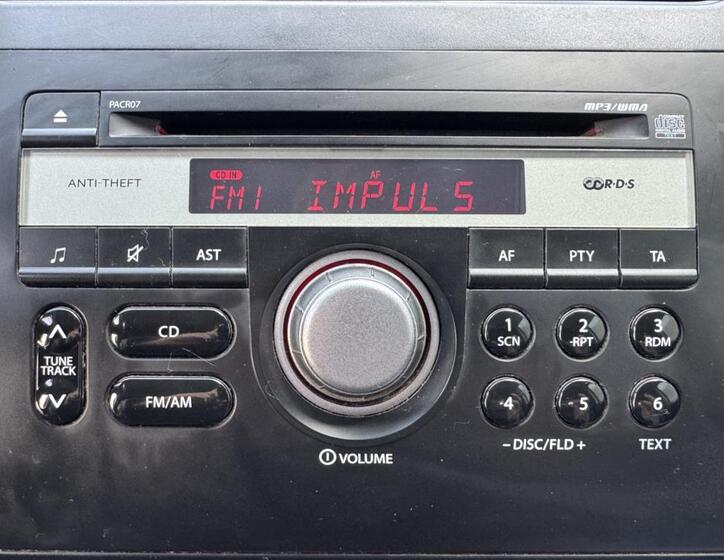 PACR07
MP3/WMA
COMPACT
disc
DIGITAL AUDIO
TEXT
ANTI-THEFT
CD IN
AF
FM1 IMPULS
R·D·S
AST
AF
PTY
TA
TUNE
TRACK
CD
FM/AM
1
SCN
2
RPT
3
RDM
4
5
6
– DISC/FLD +
TEXT
VOLUME